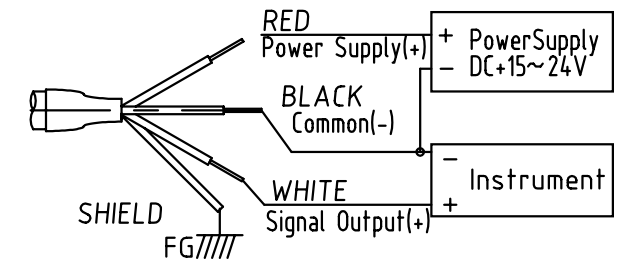 RED
Power Supply(+)
+ PowerSupply
- DC+15~24V
BLACK
Common(-)
-
Instrument
+
WHITE
Signal Output(+)
SHIELD
FG